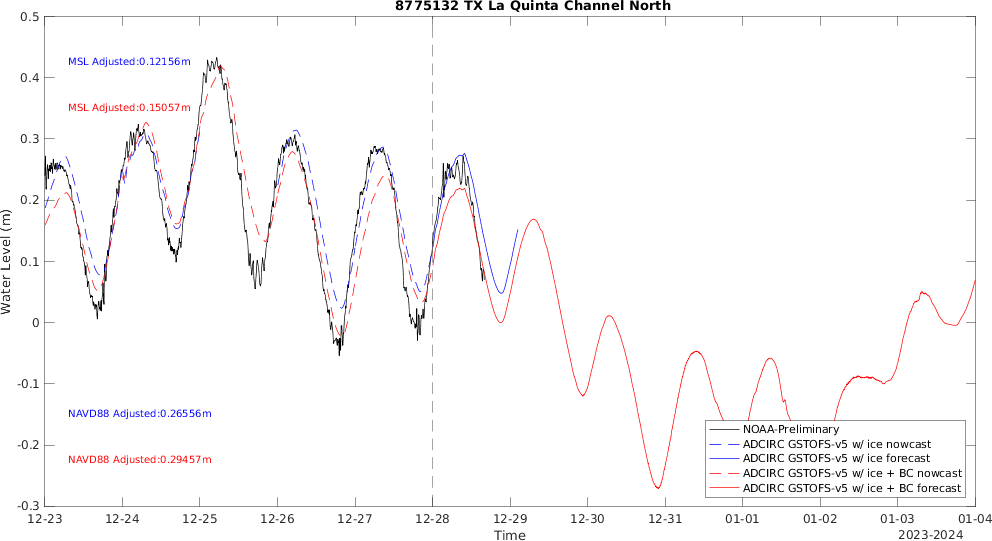 8775132 TX La Quinta Channel North
Water Level (m)
0.5
0.4
0.3
0.2
0.1
0
-0.1
-0.2
-0.3
MSL Adjusted:0.12156m
MSL Adjusted:0.15057m
NAVD88 Adjusted:0.26556m
NAVD88 Adjusted:0.29457m
NOAA-Preliminary
ADCIRC GSTOFS-v5 w/ ice nowcast
ADCIRC GSTOFS-v5 w/ ice forecast
ADCIRC GSTOFS-v5 w/ ice + BC nowcast
ADCIRC GSTOFS-v5 w/ ice + BC forecast
12-23 12-24 12-25 12-26 12-27 12-28 12-29 12-30 12-31 01-01 01-02 01-03 01-04
Time
2023-2024